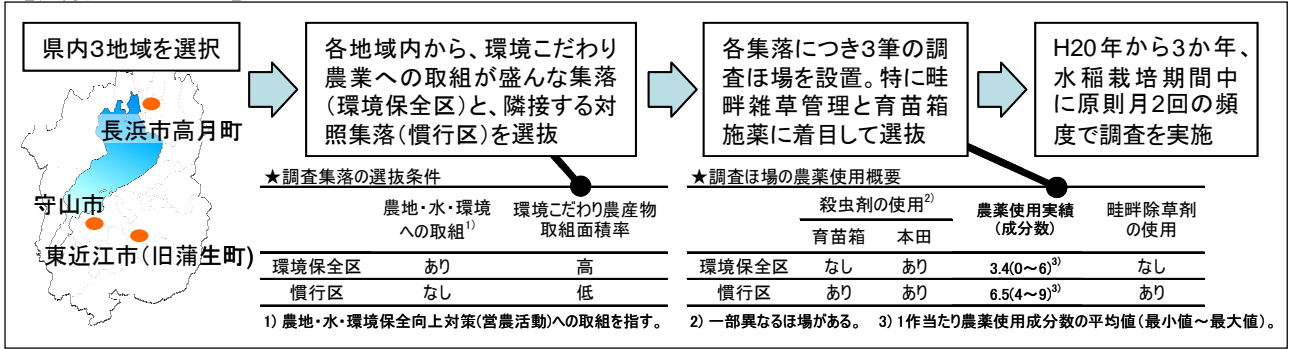 県内3地域を選択
長浜市高月町
守山市
東近江市(旧蒲生町)
各地域内から、環境こだわり
農業への取組が盛んな集落
(環境保全区)と、隣接する対
照集落(慣行区)を選抜
各集落につき3筆の調
査ほ場を設置。特に畦
畔雑草管理と育苗箱
施薬に着目して選抜
H20年から3か年、
水稲栽培期間中
に原則月2回の頻
度で調査を実施
★調査集落の選抜条件
農地・水・環境 環境こだわり農産物
への取組1) 取組面積率
環境保全区 あり 高
慣行区 なし 低
1) 農地・水・環境保全向上対策(営農活動)への取組を指す。
★調査ほ場の農薬使用概要
殺虫剤の使用2) 農薬使用実績 畦畔除草剤
育苗箱 本田 (成分数) の使用
環境保全区 なし あり 3.4(0～6)3) なし
慣行区 あり あり 6.5(4～9)3) あり
2) 一部異なるほ場がある。 3) 1作当たり農薬使用成分数の平均値(最小値～最大値)。